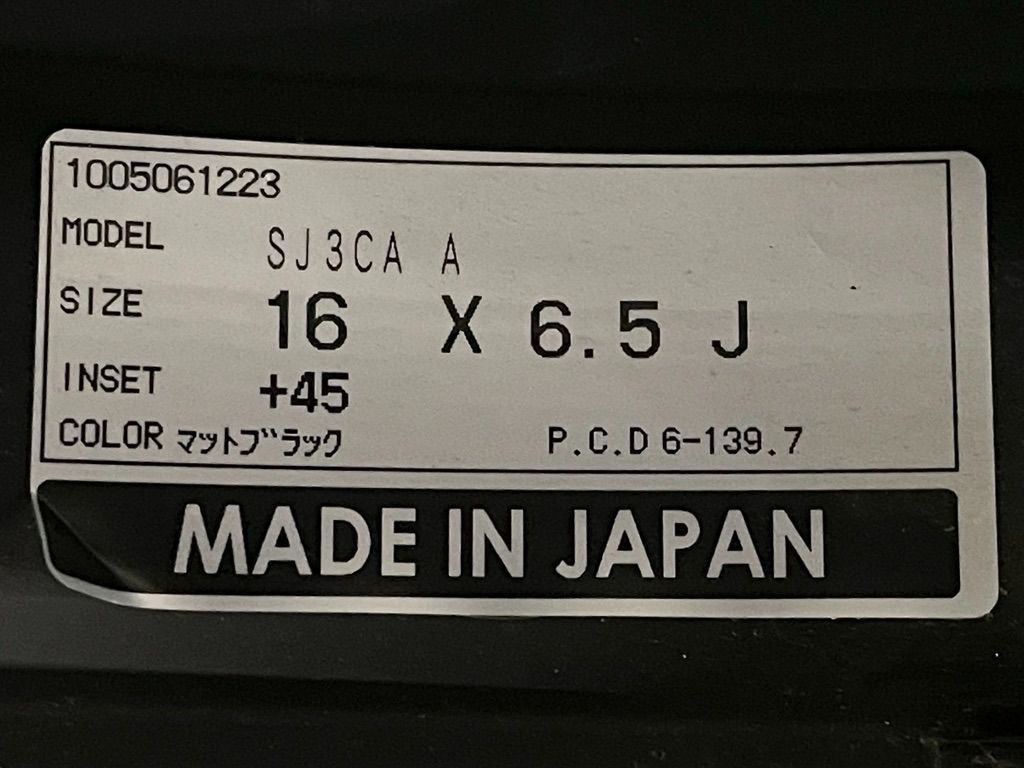 1005061223
MODEL SJ3CA A
SIZE 16 X 6.5 J
INSET +45
COLOR ﾏｯﾄﾌﾞﾗｯｸ P.C.D 6-139.7
MADE IN JAPAN